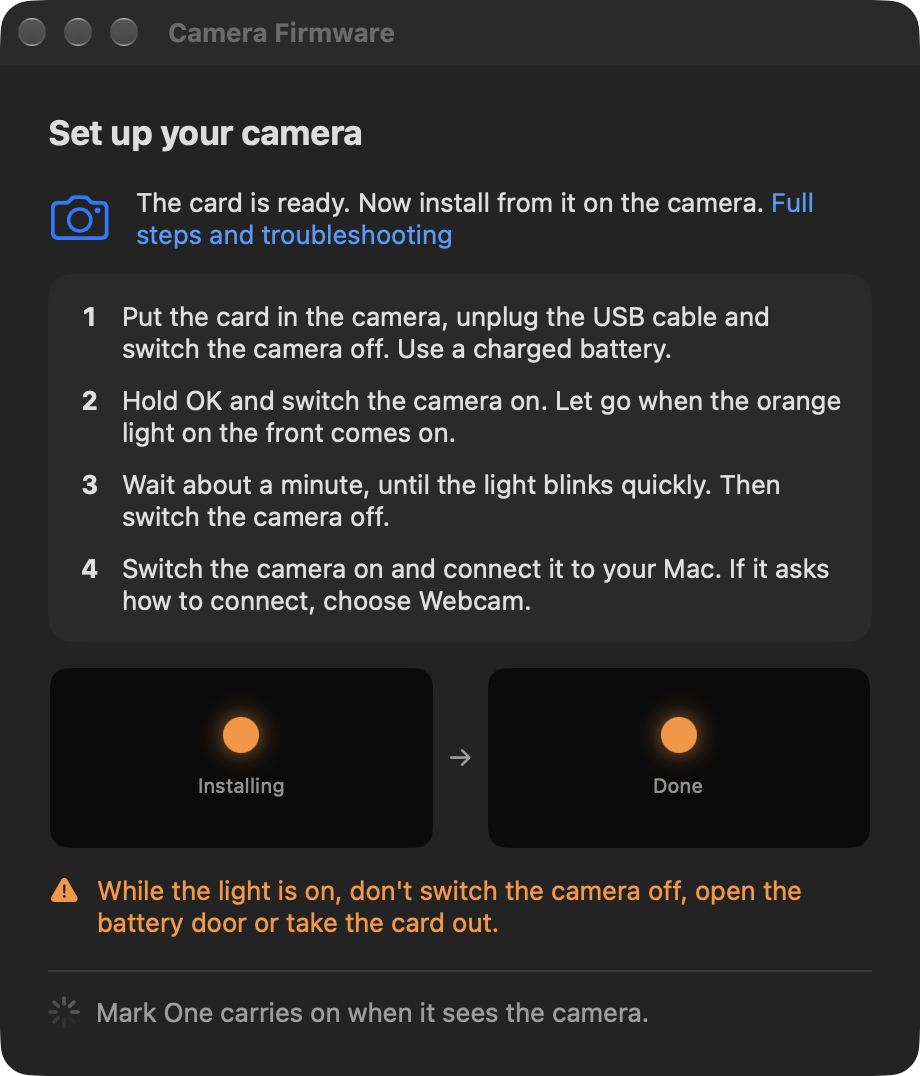 Camera Firmware
Set up your camera
The card is ready. Now install from it on the camera. Full
steps and troubleshooting
1 Put the card in the camera, unplug the USB cable and
switch the camera off. Use a charged battery.
2 Hold OK and switch the camera on. Let go when the orange
light on the front comes on.
3 Wait about a minute, until the light blinks quickly. Then
switch the camera off.
4 Switch the camera on and connect it to your Mac. If it asks
how to connect, choose Webcam.
Installing
Done
While the light is on, don't switch the camera off, open the
battery door or take the card out.
Mark One carries on when it sees the camera.